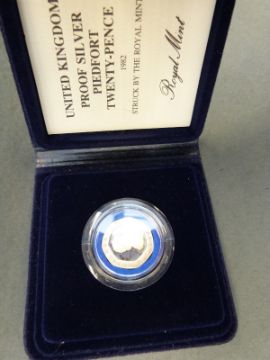 UNITED KINGDOM
PROOF SILVER
PIEDFORT
TWENTY-PENCE
1982
STRUCK BY THE ROYAL MINT
Royal Mint